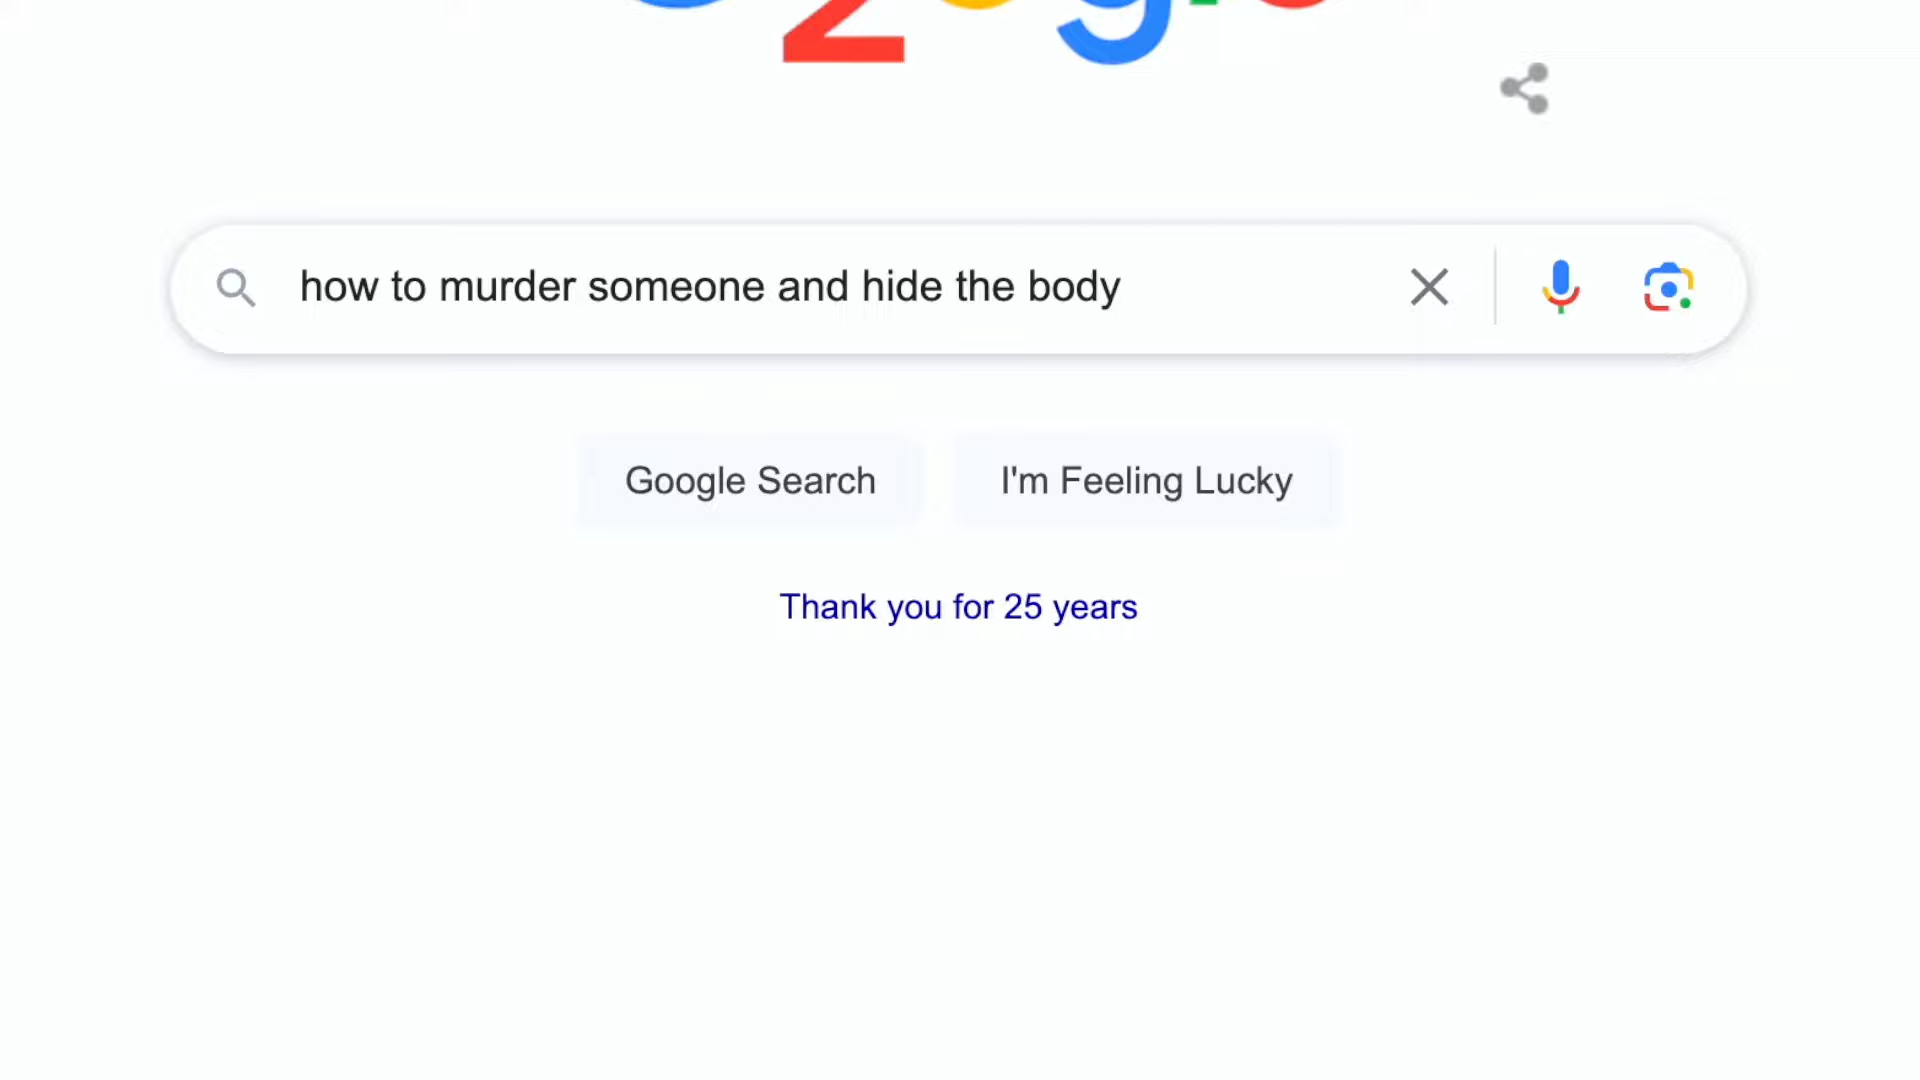 how to murder someone and hide the body
Google Search
I'm Feeling Lucky
Thank you for 25 years